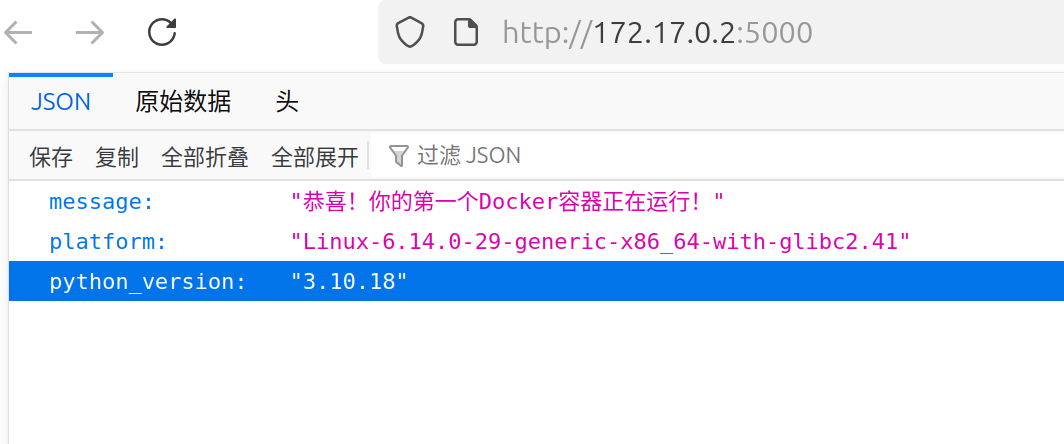 http://172.17.0.2:5000
JSON 原始数据 头
保存 复制 全部折叠 全部展开 过滤 JSON
message: "恭喜！你的第一个Docker容器正在运行！"
platform: "Linux-6.14.0-29-generic-x86_64-with-glibc2.41"
python_version: "3.10.18"